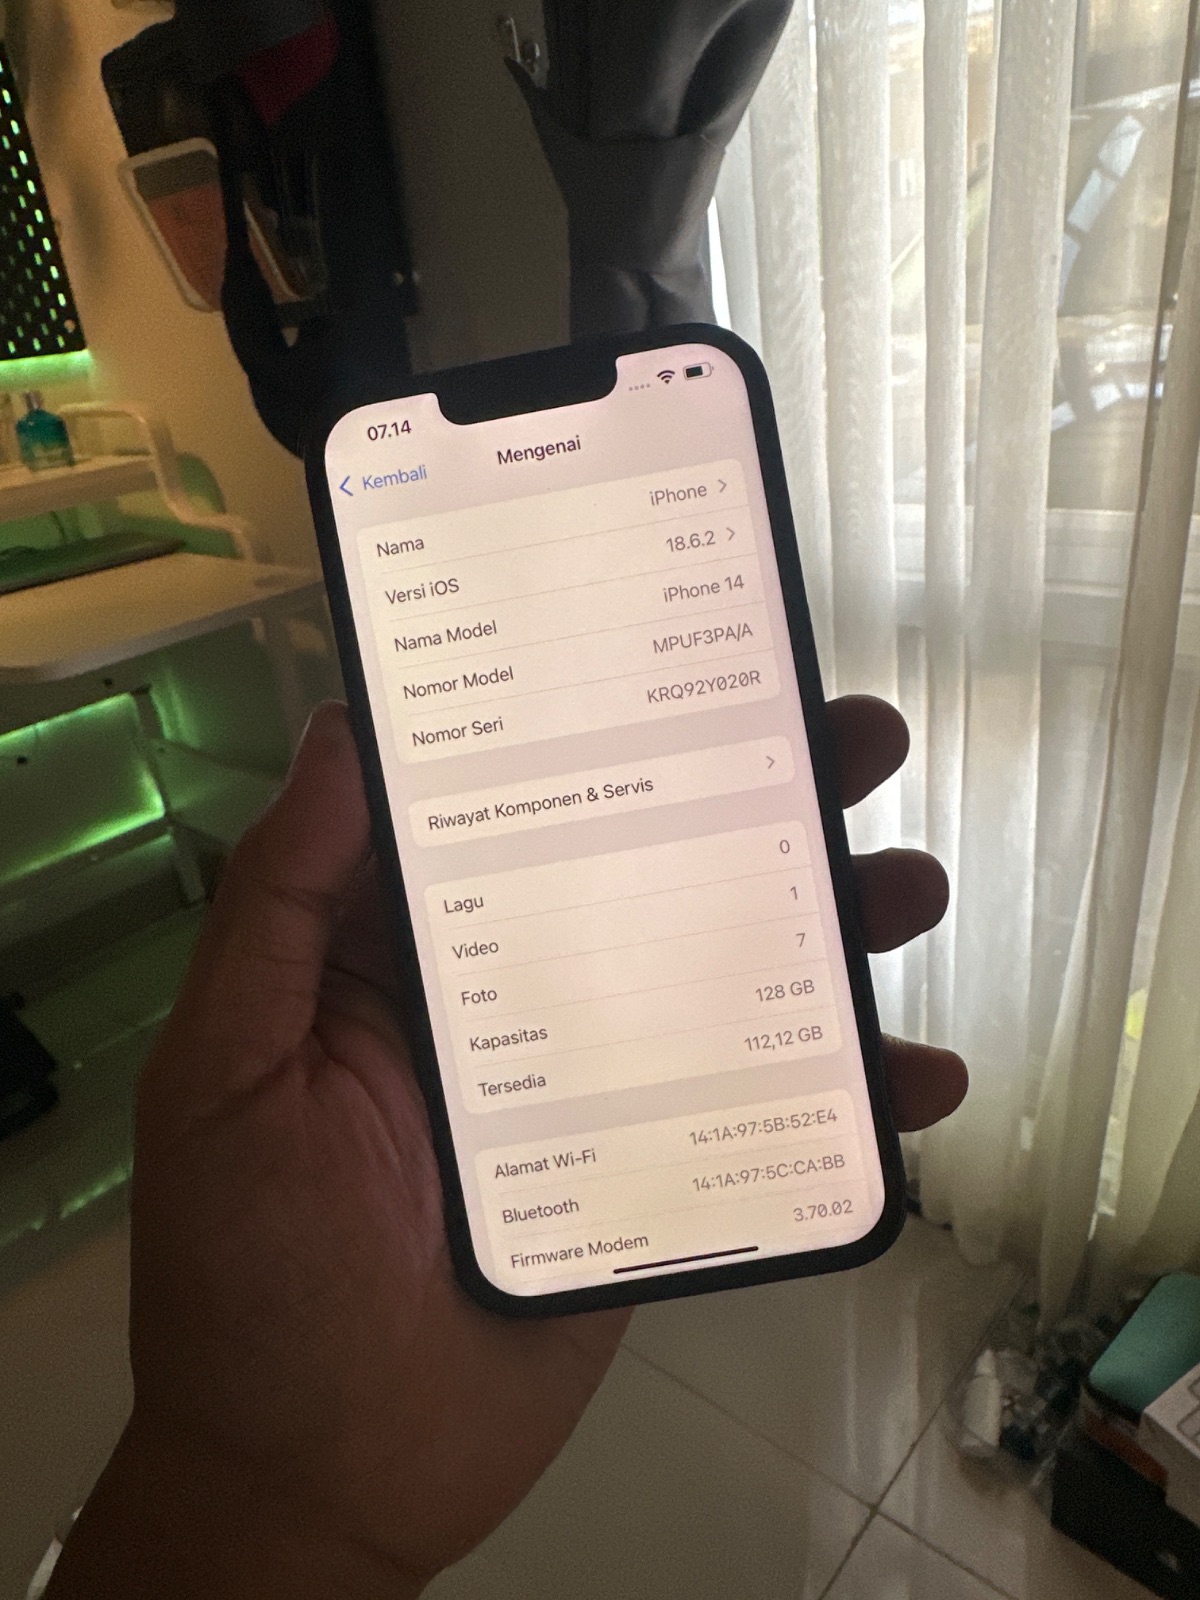 07.14
Kembali
Mengenai
Nama iPhone
Versi iOS 18.6.2
Nama Model iPhone 14
Nomor Model MPUF3PA/A
Nomor Seri KRQ92Y020R
Riwayat Komponen & Servis
Lagu 0
Video 1
Foto 7
Kapasitas 128 GB
Tersedia 112,12 GB
Alamat Wi-Fi 14:1A:97:5B:52:E4
Bluetooth 14:1A:97:5C:CA:BB
Firmware Modem 3.70.02